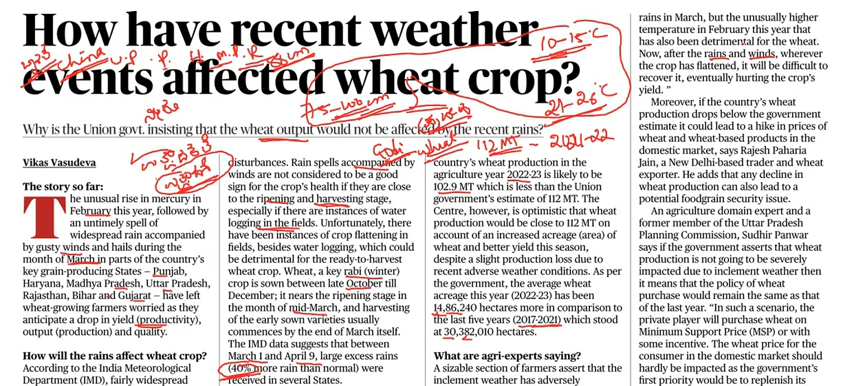 How have recent weather
events affected wheat crop?
10-15°C
China
U.P.
M.P.
21-26°C
75-100 cm
Why is the Union govt. insisting that the wheat output would not be affected by the recent rains?
Rabi
wheat
112 MT
2021-22
Vikas Vasudeva
The story so far:
The unusual rise in mercury in
February this year, followed by
an untimely spell of
widespread rain accompanied
by gusty winds and hails during the
month of March in parts of the country's
key grain-producing States – Punjab,
Haryana, Madhya Pradesh, Uttar Pradesh,
Rajasthan, Bihar and Gujarat – have left
wheat-growing farmers worried as they
anticipate a drop in yield (productivity),
output (production) and quality.
How will the rains affect wheat crop?
According to the India Meteorological
Department (IMD), fairly widespread
disturbances. Rain spells accompanied by
winds are not considered to be a good
sign for the crop's health if they are close
to the ripening and harvesting stage,
especially if there are instances of water
logging in the fields. Unfortunately, there
have been instances of crop flattening in
fields, besides water logging, which could
be detrimental for the ready-to-harvest
wheat crop. Wheat, a key rabi (winter)
crop is sown between late October till
December; it nears the ripening stage in
the month of mid-March, and harvesting
of the early sown varieties usually
commences by the end of March itself.
The IMD data suggests that between
March 1 and April 9, large excess rains
(40% more rain than normal) were
received in several States.
country's wheat production in the
agriculture year 2022-23 is likely to be
102.9 MT which is less than the Union
government's estimate of 112 MT. The
Centre, however, is optimistic that wheat
production would be close to 112 MT on
account of an increased acreage (area) of
wheat and better yield this season,
despite a slight production loss due to
recent adverse weather conditions. As per
the government, the average wheat
acreage this year (2022-23) has been
14,86,240 hectares more in comparison to
the last five years (2017-2021) which stood
at 30,382,010 hectares.
What are agri-experts saying?
A sizable section of farmers assert that the
inclement weather has adversely
rains in March, but the unusually higher
temperature in February this year that
has also been detrimental for the wheat.
Now, after the rains and winds, wherever
the crop has flattened, it will be difficult to
recover it, eventually hurting the crop's
yield. ”
Moreover, if the country's wheat
production drops below the government
estimate it could lead to a hike in prices of
wheat and wheat-based products in the
domestic market, says Rajesh Paharia
Jain, a New Delhi-based trader and wheat
exporter. He adds that any decline in
wheat production can also lead to a
potential foodgrain security issue.
An agriculture domain expert and a
former member of the Uttar Pradesh
Planning Commission, Sudhir Panwar
says if the government asserts that wheat
production is not going to be severely
impacted due to inclement weather then
it means that the policy of wheat
purchase would remain the same as that
of the last year. “In such a scenario, the
private player will purchase wheat on
Minimum Support Price (MSP) or with
some incentive. The wheat price for the
consumer in the domestic market should
hardly be impacted as the government's
first priority would be to replenish its